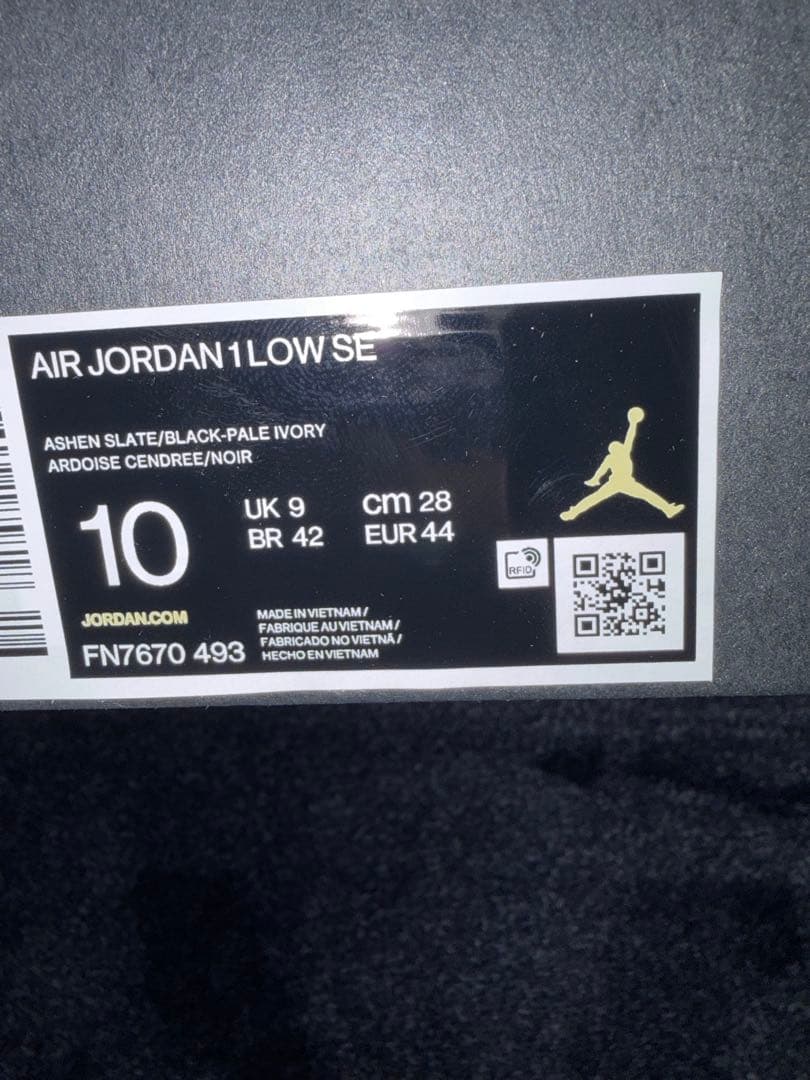 AIR JORDAN 1 LOW SE
ASHEN SLATE/BLACK-PALE IVORY
ARDOISE CENDREE/NOIR
10
UK 9 cm 28
BR 42 EUR 44
RFID
JORDAN.COM
FN7670 493
MADE IN VIETNAM /
FABRIQUE AU VIETNAM /
FABRICADO NO VIETNÃ /
HECHO EN VIETNAM